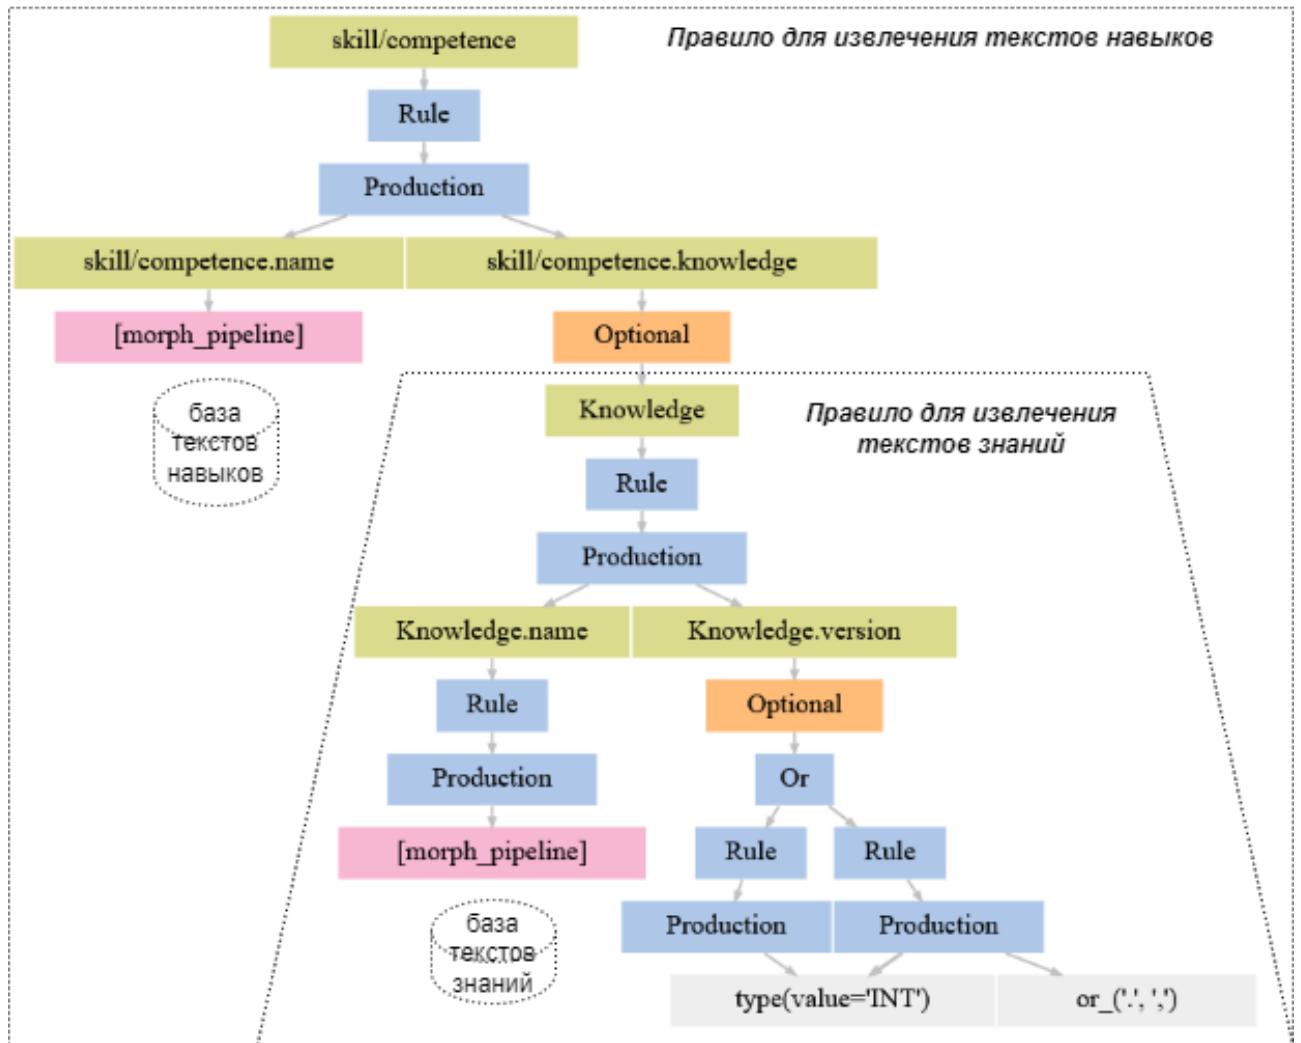 skill/competence
Правило для извлечения текстов навыков
Rule
Production
skill/competence.name
skill/competence.knowledge
[morph_pipeline]
Optional
база
текстов
навыков
Knowledge
Правило для извлечения
текстов знаний
Rule
Production
Knowledge.name
Knowledge.version
Rule
Optional
Production
Or
[morph_pipeline]
Rule
Rule
база
текстов
знаний
Production
Production
type(value='INT')
or_('.', ',')